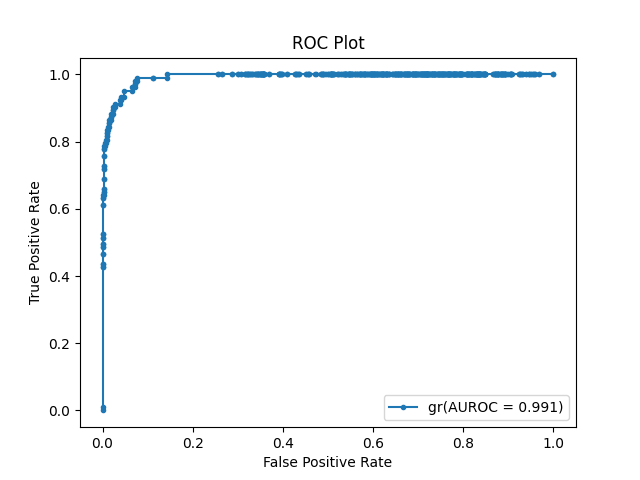 ROC Plot
True Positive Rate
1.0
0.8
0.6
0.4
0.2
0.0
gr(AUROC = 0.991)
0.0 0.2 0.4 0.6 0.8 1.0
False Positive Rate